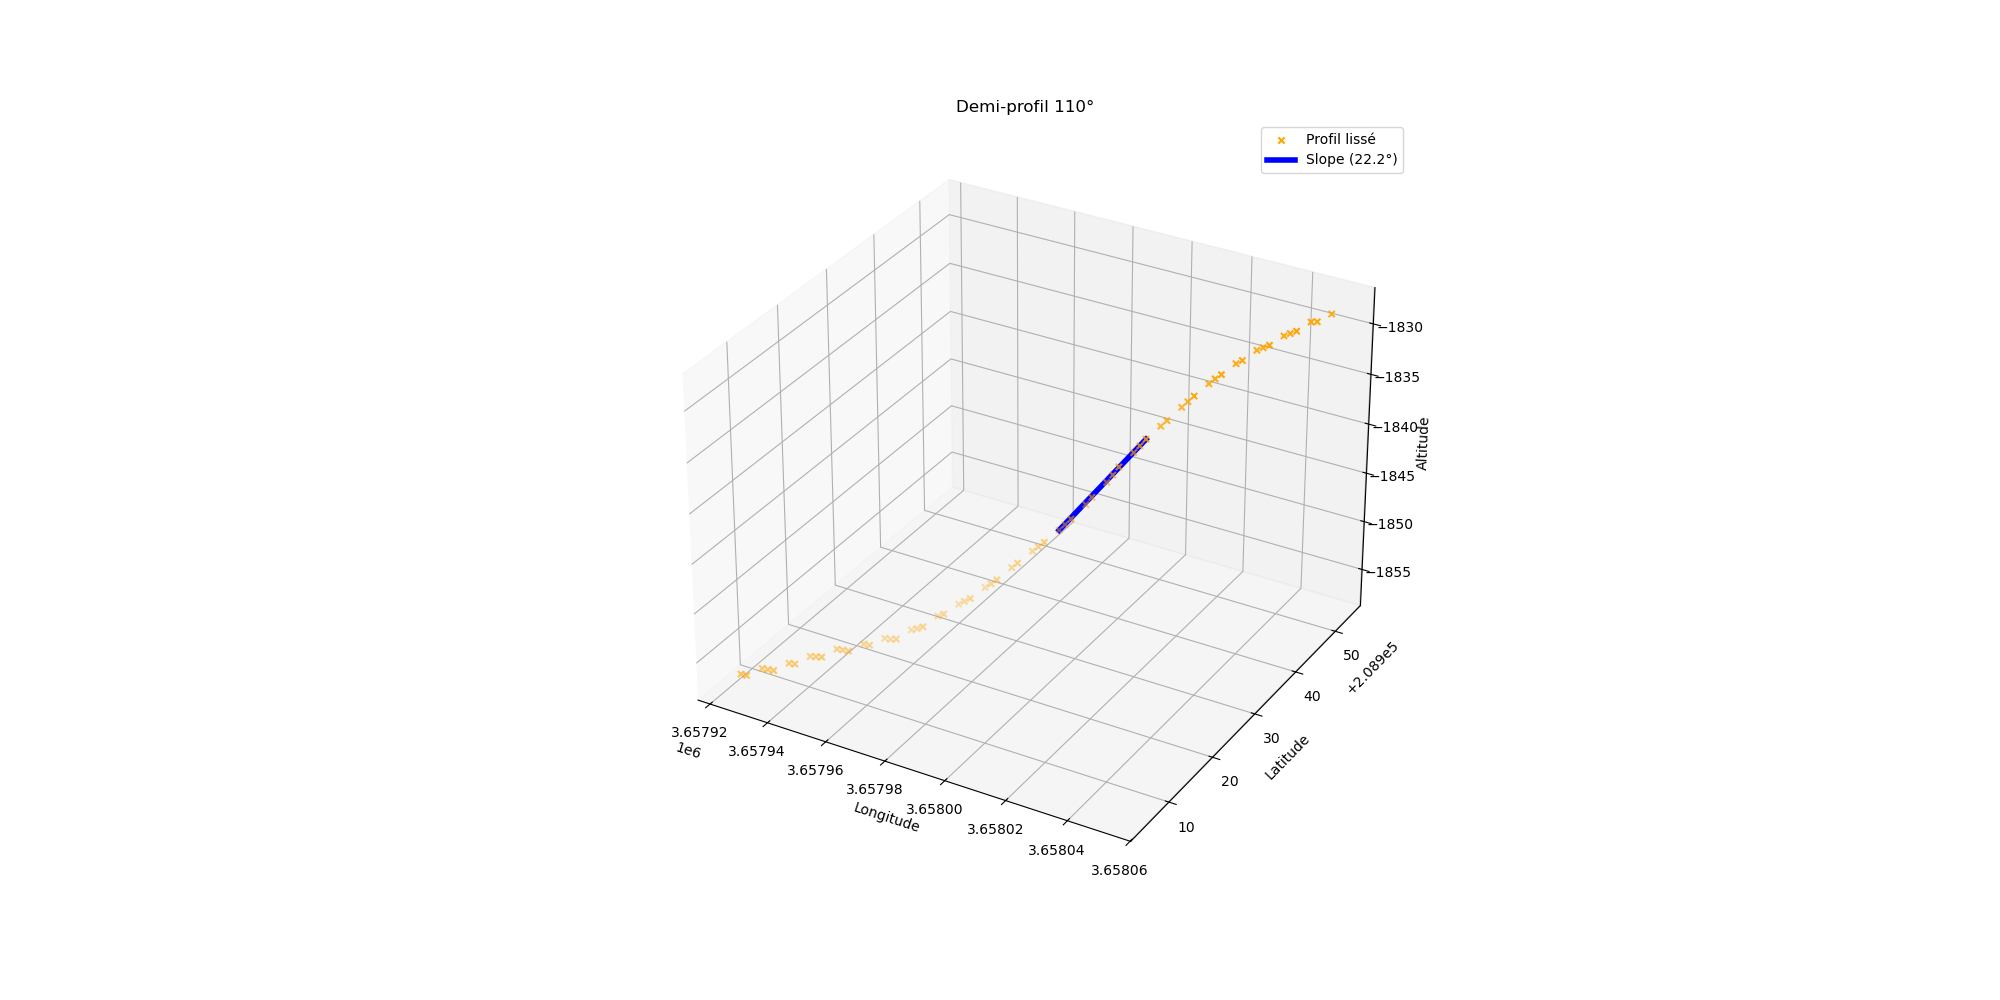 Demi-profil 110°
Profil lissé
Slope (22.2°)
−1830
−1835
−1840
−1845
−1850
−1855
Altitude
50
40
30
20
10
+2.089e5
Latitude
3.65792
3.65794
3.65796
3.65798
3.65800
3.65802
3.65804
3.65806
1e6
Longitude